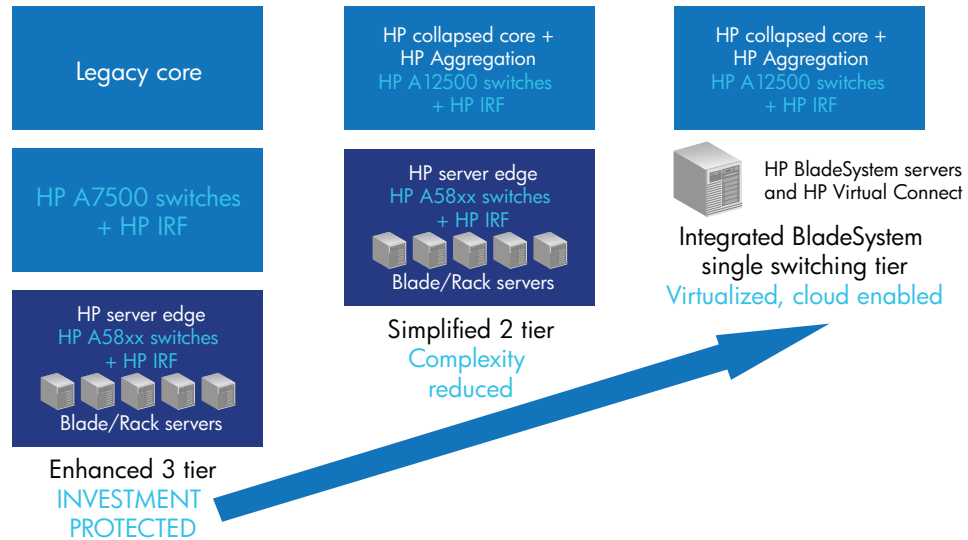 Legacy core
HP A7500 switches
+ HP IRF
HP server edge
HP A58xx switches
+ HP IRF
Blade/Rack servers
Enhanced 3 tier
INVESTMENT
PROTECTED
HP collapsed core +
HP Aggregation
HP A12500 switches
+ HP IRF
HP server edge
HP A58xx switches
+ HP IRF
Blade/Rack servers
Simplified 2 tier
Complexity
reduced
HP collapsed core +
HP Aggregation
HP A12500 switches
+ HP IRF
HP BladeSystem servers
and HP Virtual Connect
Integrated BladeSystem
single switching tier
Virtualized, cloud enabled